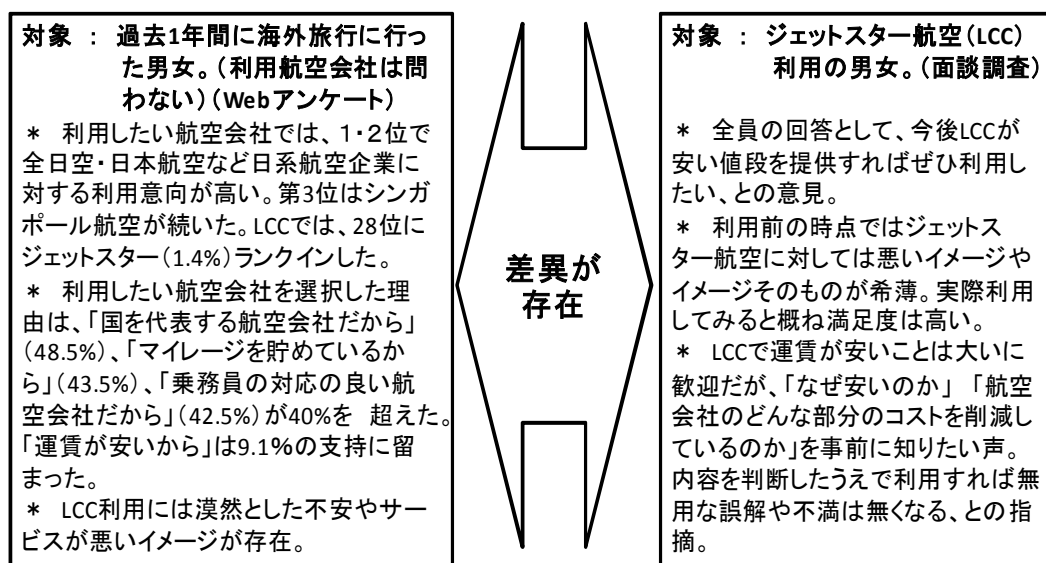 対象 : 過去1年間に海外旅行に行っ
た男女。(利用航空会社は問
わない)(Webアンケート)
* 利用したい航空会社では、1・2位で
全日空・日本航空など日系航空企業に
対する利用意向が高い。第3位はシンガ
ポール航空が続いた。LCCでは、28位に
ジェットスター(1.4%)ランクインした。
* 利用したい航空会社を選択した理
由は、「国を代表する航空会社だから」
(48.5%)、「マイレージを貯めているか
ら」(43.5%)、「乗務員の対応の良い航
空会社だから」(42.5%)が40%を 超えた。
「運賃が安いから」は9.1%の支持に留
まった。
* LCC利用には漠然とした不安やサー
ビスが悪いイメージが存在。
差異が
存在
対象 : ジェットスター航空(LCC)
利用の男女。(面談調査)
* 全員の回答として、今後LCCが
安い値段を提供すればぜひ利用し
たい、との意見。
* 利用前の時点ではジェットス
ター航空に対しては悪いイメージや
イメージそのものが希薄。実際利用
してみると概ね満足度は高い。
* LCCで運賃が安いことは大いに
歓迎だが、「なぜ安いのか」「航空
会社のどんな部分のコストを削減し
ているのか」を事前に知りたい声。
内容を判断したうえで利用すれば無
用な誤解や不満は無くなる、との指
摘。